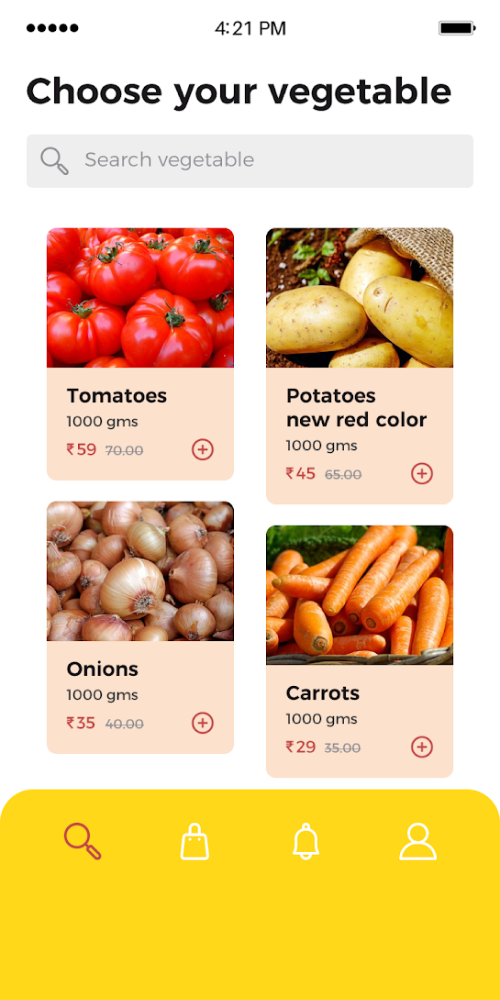 4:21 PM
Choose your vegetable
Search vegetable
Tomatoes
1000 gms
₹59 70.00
Potatoes
new red color
1000 gms
₹45 65.00
Onions
1000 gms
₹35 40.00
Carrots
1000 gms
₹29 35.00